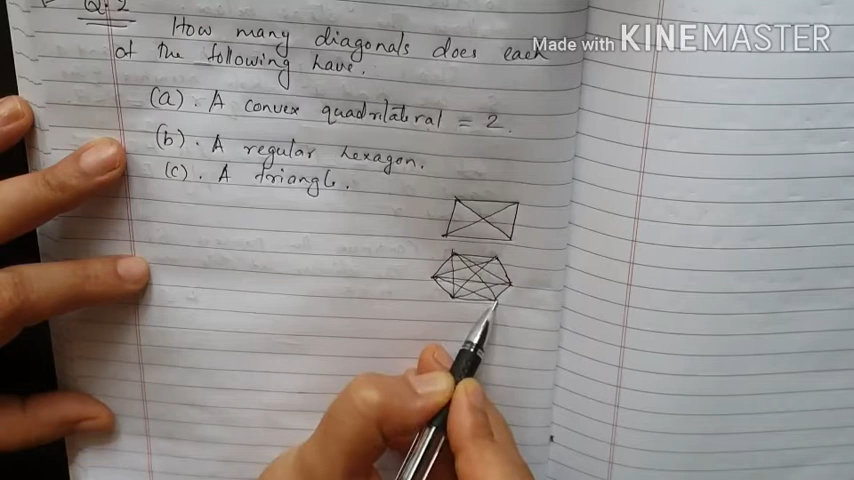 Q.2
How many diagonals does each
of the following have.
(a). A convex quadrilateral = 2.
(b). A regular hexagon.
(c). A triangle.
Made with KINEMASTER